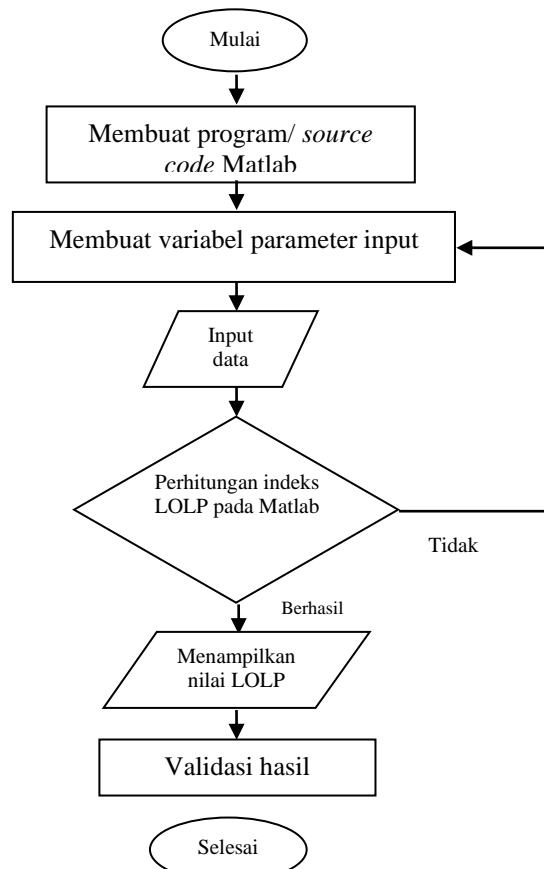 Mulai
Membuat program/ source
code Matlab
Membuat variabel parameter input
Input
data
Perhitungan indeks
LOLP pada Matlab
Tidak
Berhasil
Menampilkan
nilai LOLP
Validasi hasil
Selesai